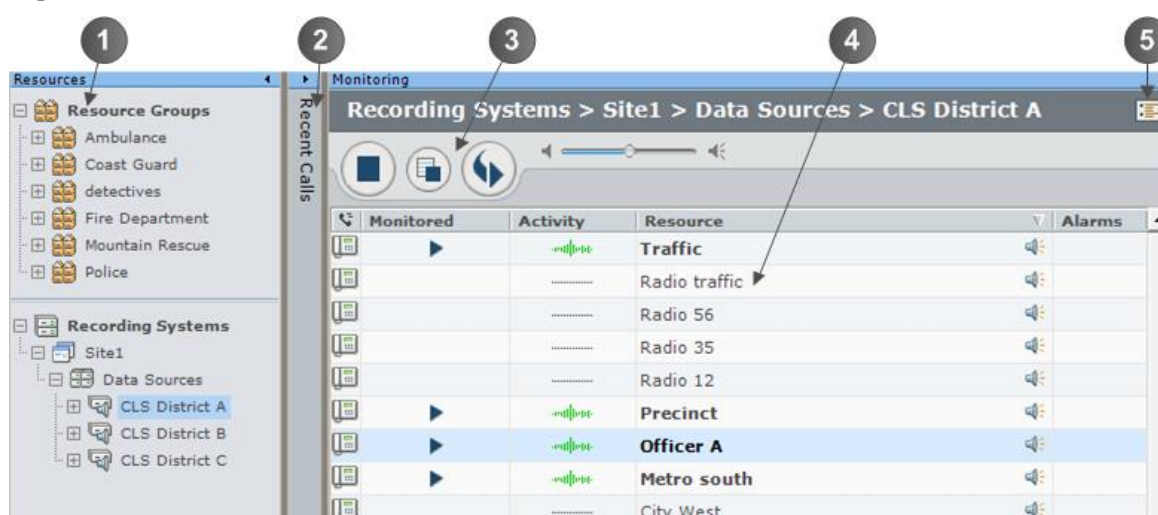 1
2
3
4
5
Resources
Resource Groups
Ambulance
Coast Guard
detectives
Fire Department
Mountain Rescue
Police
Recording Systems
Site1
Data Sources
CLS District A
CLS District B
CLS District C
Recent Calls
Monitoring
Recording Systems > Site1 > Data Sources > CLS District A
Monitored Activity Resource Alarms
Traffic
Radio traffic
Radio 56
Radio 35
Radio 12
Precinct
Officer A
Metro south
City West